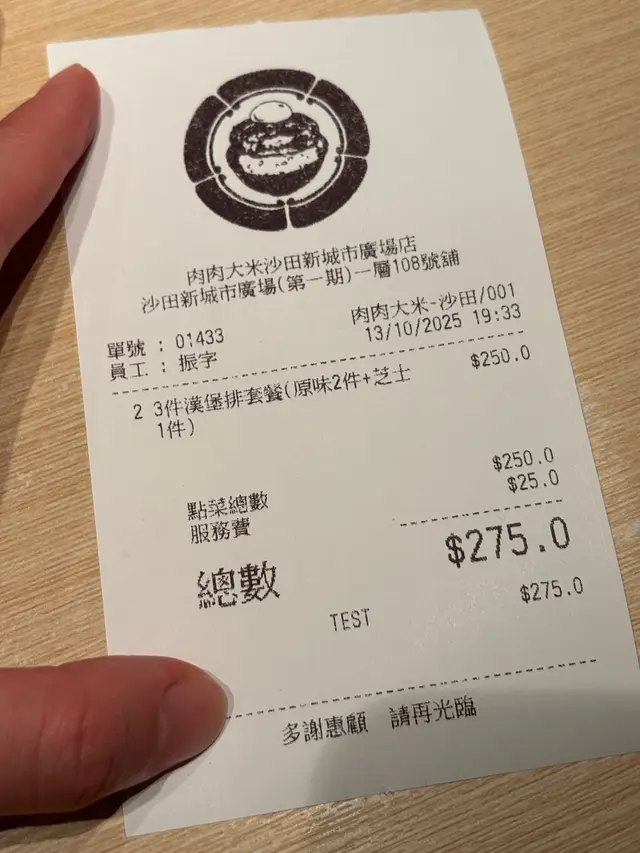 肉肉大米沙田新城市廣場店
沙田新城市廣場(第一期)一層108號舖
單號 : 01433
肉肉大米-沙田/001
員工 : 振宇
13/10/2025 19:33
2 3件漢堡排套餐(原味2件+芝士 $250.0
1件)
點菜總數 $250.0
服務費 $25.0
總數 $275.0
TEST $275.0
多謝惠顧 請再光臨